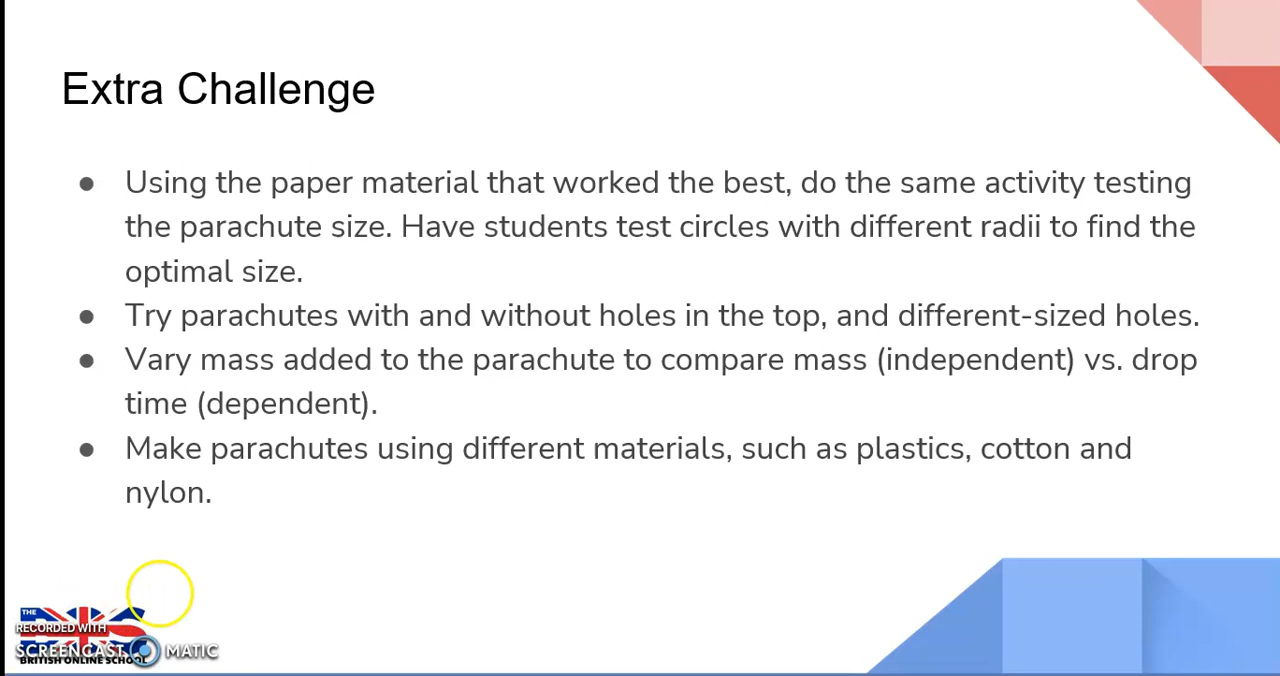 Extra Challenge
● Using the paper material that worked the best, do the same activity testing
the parachute size. Have students test circles with different radii to find the
optimal size.
● Try parachutes with and without holes in the top, and different-sized holes.
● Vary mass added to the parachute to compare mass (independent) vs. drop
time (dependent).
● Make parachutes using different materials, such as plastics, cotton and
nylon.
THE
RECORDED WITH
SCREENCAST MATIC
BRITISH ONLINE SCHOOL